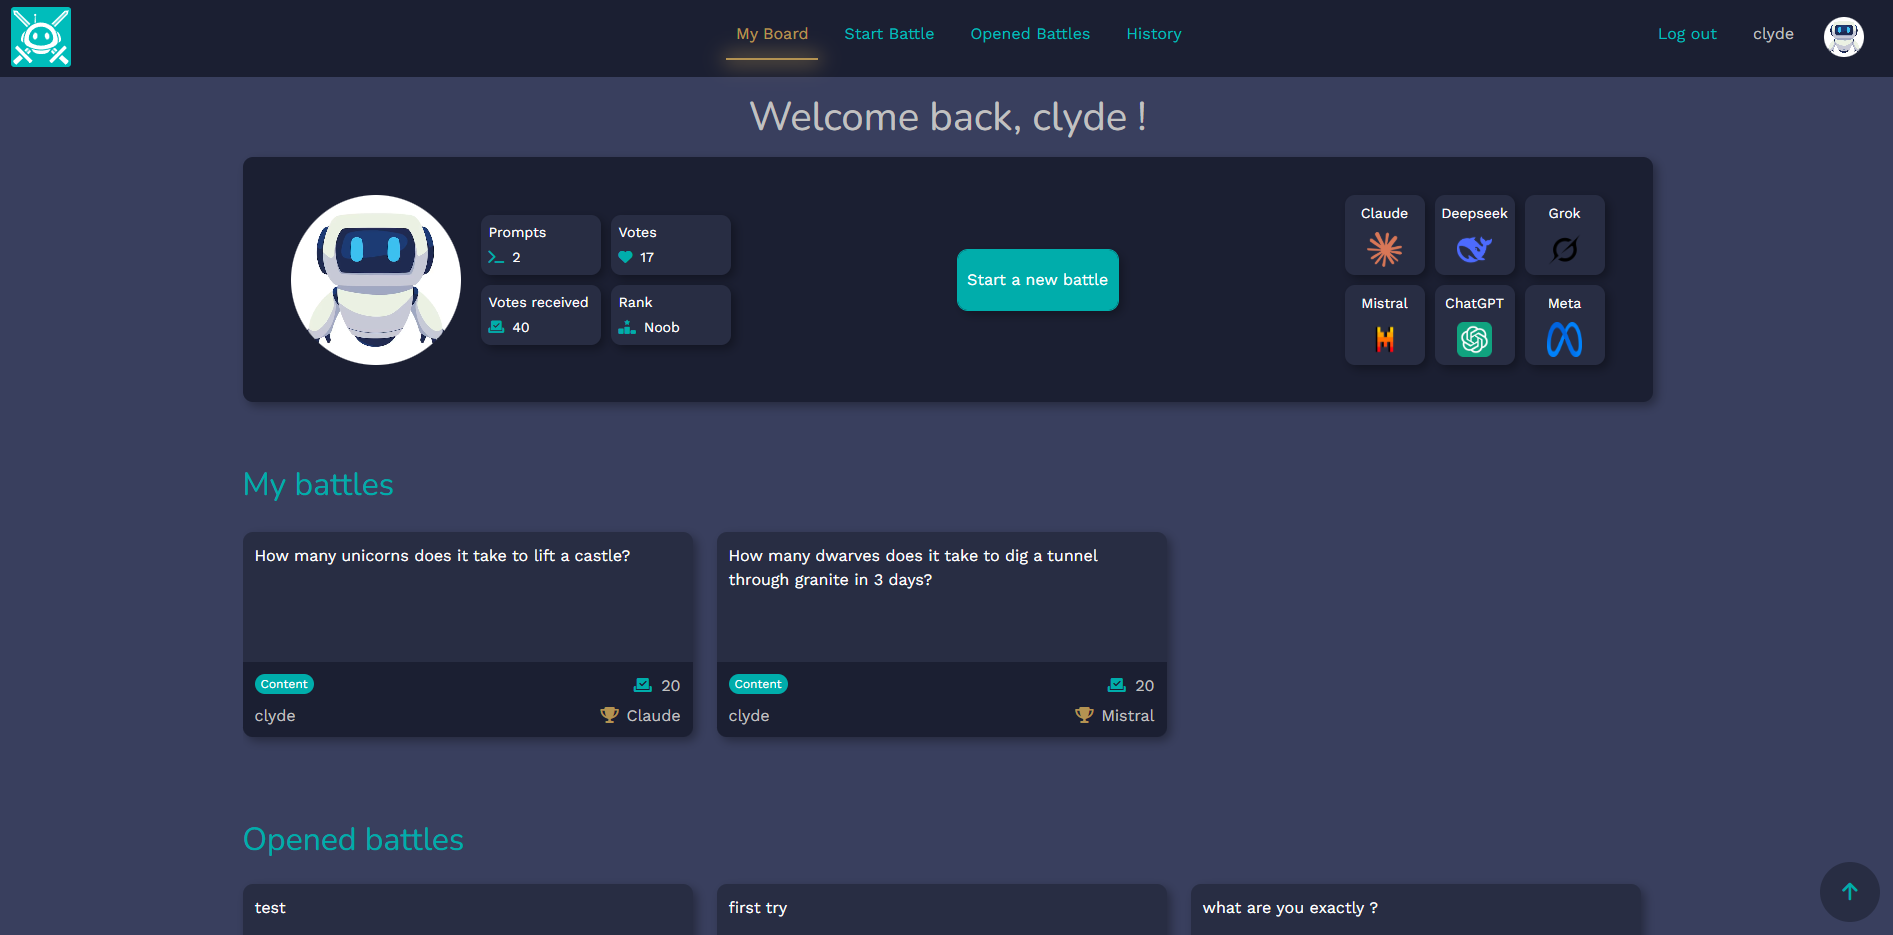 My Board
Start Battle
Opened Battles
History
Log out
clyde
Welcome back, clyde !
Prompts
2
Votes
17
Votes received
40
Rank
Noob
Start a new battle
Claude
Deepseek
Grok
Mistral
ChatGPT
Meta
My battles
How many unicorns does it take to lift a castle?
Content
20
clyde
Claude
How many dwarves does it take to dig a tunnel
through granite in 3 days?
Content
20
clyde
Mistral
Opened battles
test
first try
what are you exactly ?